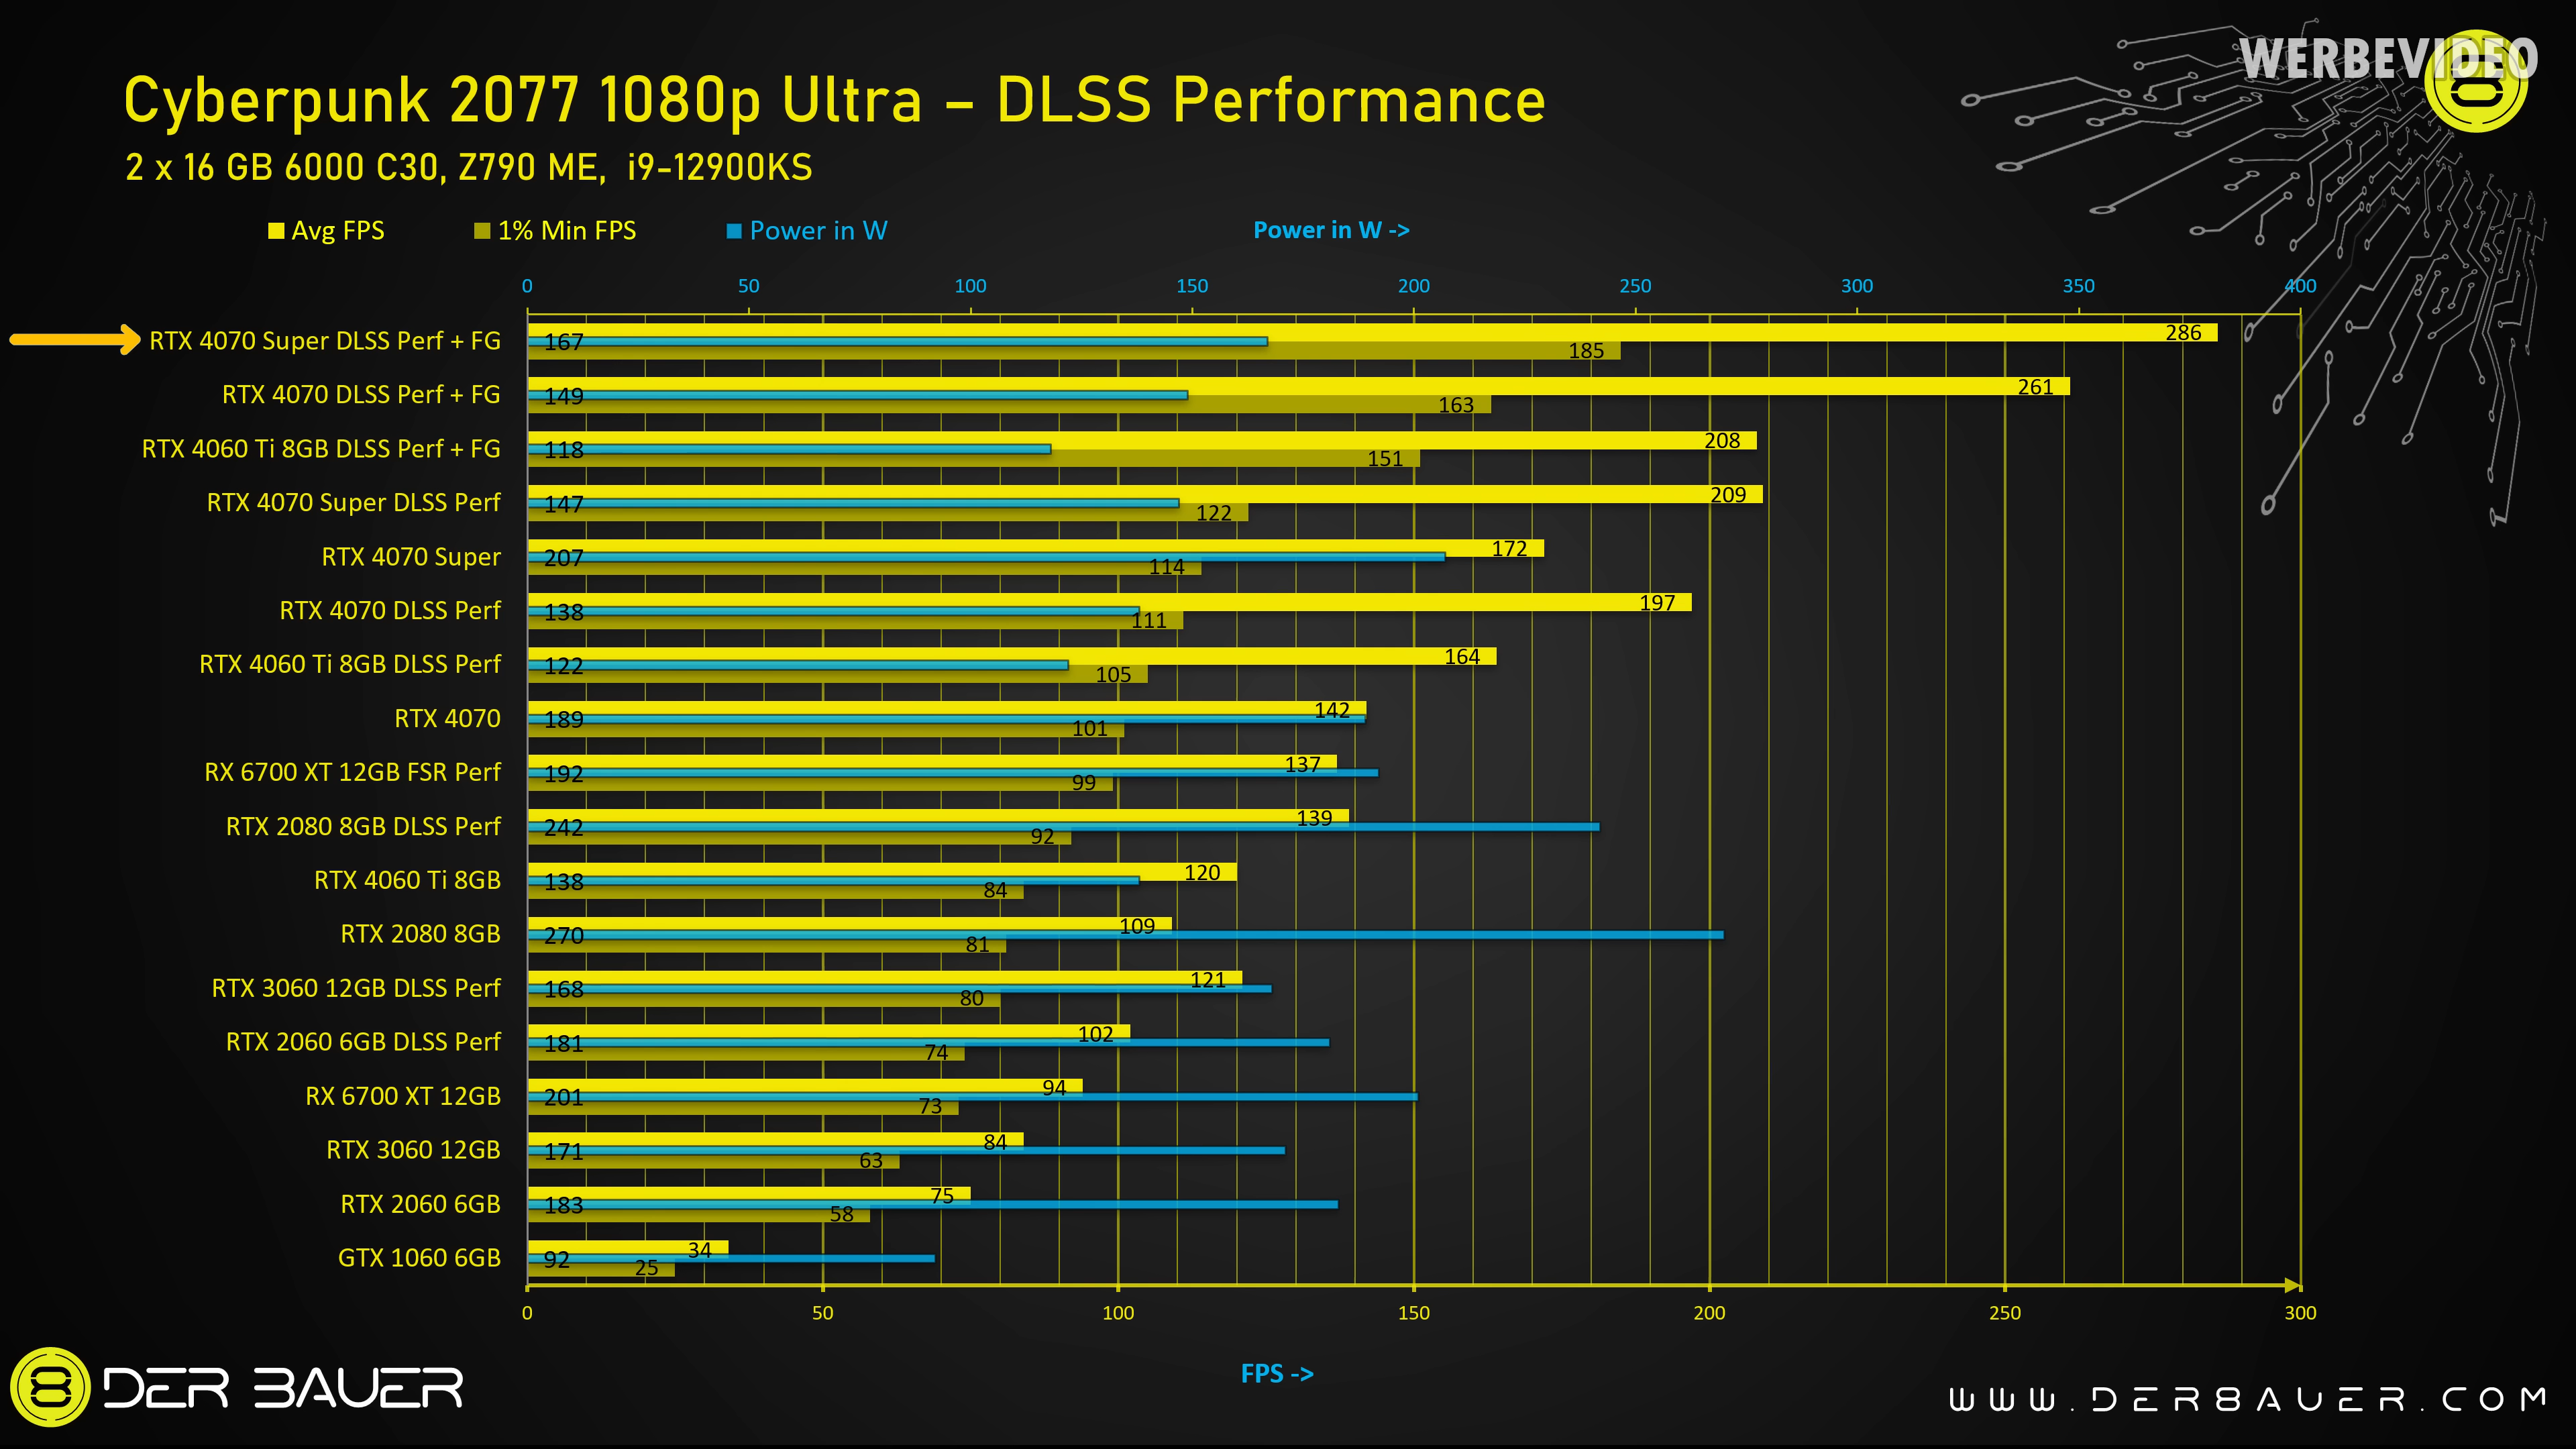 WERBEVIDEO
Cyberpunk 2077 1080p Ultra – DLSS Performance
2 x 16 GB 6000 C30, Z790 ME, i9-12900KS
Avg FPS 1% Min FPS Power in W Power in W ->
0 50 100 150 200 250 300 350 400
RTX 4070 Super DLSS Perf + FG 167 286 185
RTX 4070 DLSS Perf + FG 149 261 163
RTX 4060 Ti 8GB DLSS Perf + FG 118 208 151
RTX 4070 Super DLSS Perf 147 209 122
RTX 4070 Super 207 172 114
RTX 4070 DLSS Perf 138 197 111
RTX 4060 Ti 8GB DLSS Perf 122 164 105
RTX 4070 189 142 101
RX 6700 XT 12GB FSR Perf 192 137 99
RTX 2080 8GB DLSS Perf 242 139 92
RTX 4060 Ti 8GB 138 120 84
RTX 2080 8GB 270 109 81
RTX 3060 12GB DLSS Perf 168 121 80
RTX 2060 6GB DLSS Perf 181 102 74
RX 6700 XT 12GB 201 94 73
RTX 3060 12GB 171 84 63
RTX 2060 6GB 183 75 58
GTX 1060 6GB 92 34 25
0 50 100 150 200 250 300
FPS ->
DER BAUER
WWW.DER8AUER.COM